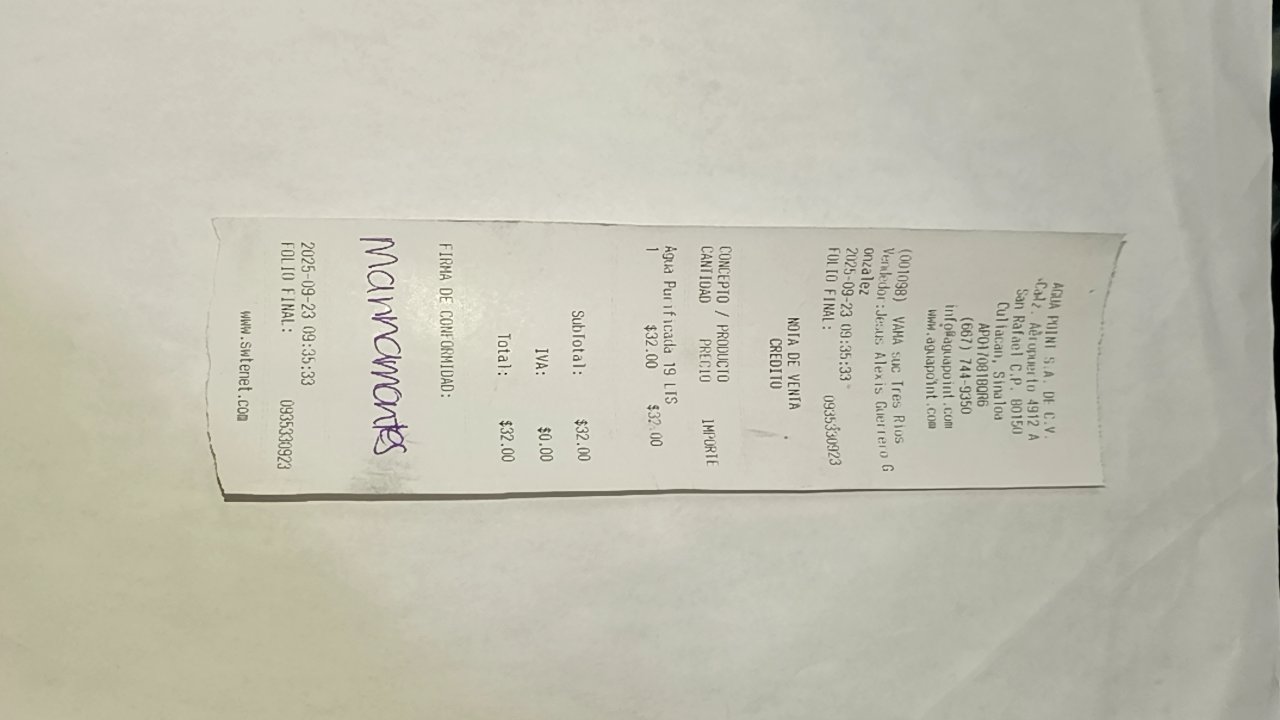 AGUA POINT S.A. DE C.V.
Calz. Aeropuerto 4912 A
San Rafael C.P. 80150
Culiacan, Sinaloa
APO170818QR6
(667) 744-9350
info@aguapoint.com
www.aguapoint.com
(001098) VANA suc Tres Rios
Vendedor:Jesus Alexis Guerrero G
onzalez
2025-09-23 09:35:33
FOLIO FINAL: 0935330923
NOTA DE VENTA
CREDITO
CONCEPTO / PRODUCTO
CANTIDAD PRECIO IMPORTE
Agua Purificada 19 LTS
1 $32.00 $32.00
SubTotal: $32.00
IVA: $0.00
Total: $32.00
FIRMA DE CONFORMIDAD:
2025-09-23 09:35:33
FOLIO FINAL: 0935330923
www.swtenet.com